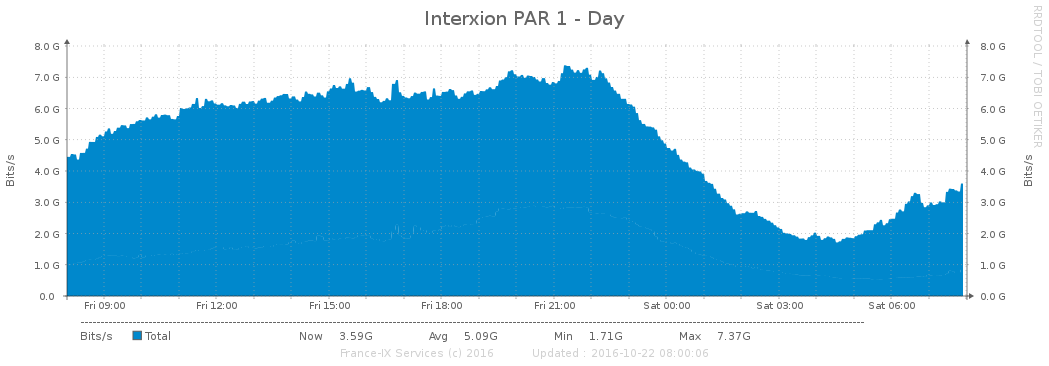 Interxion PAR 1 - Day
RRDTOOL / TOBI OETIKER
8.0 G 8.0 G
7.0 G 7.0 G
6.0 G 6.0 G
5.0 G 5.0 G
4.0 G 4.0 G
3.0 G 3.0 G
2.0 G 2.0 G
1.0 G 1.0 G
0.0 0.0 G
Bits/s
Bits/s
Fri 09:00 Fri 12:00 Fri 15:00 Fri 18:00 Fri 21:00 Sat 00:00 Sat 03:00 Sat 06:00
Bits/s Total Now 3.59G Avg 5.09G Min 1.71G Max 7.37G
France-IX Services (c) 2016 Updated : 2016-10-22 08:00:06